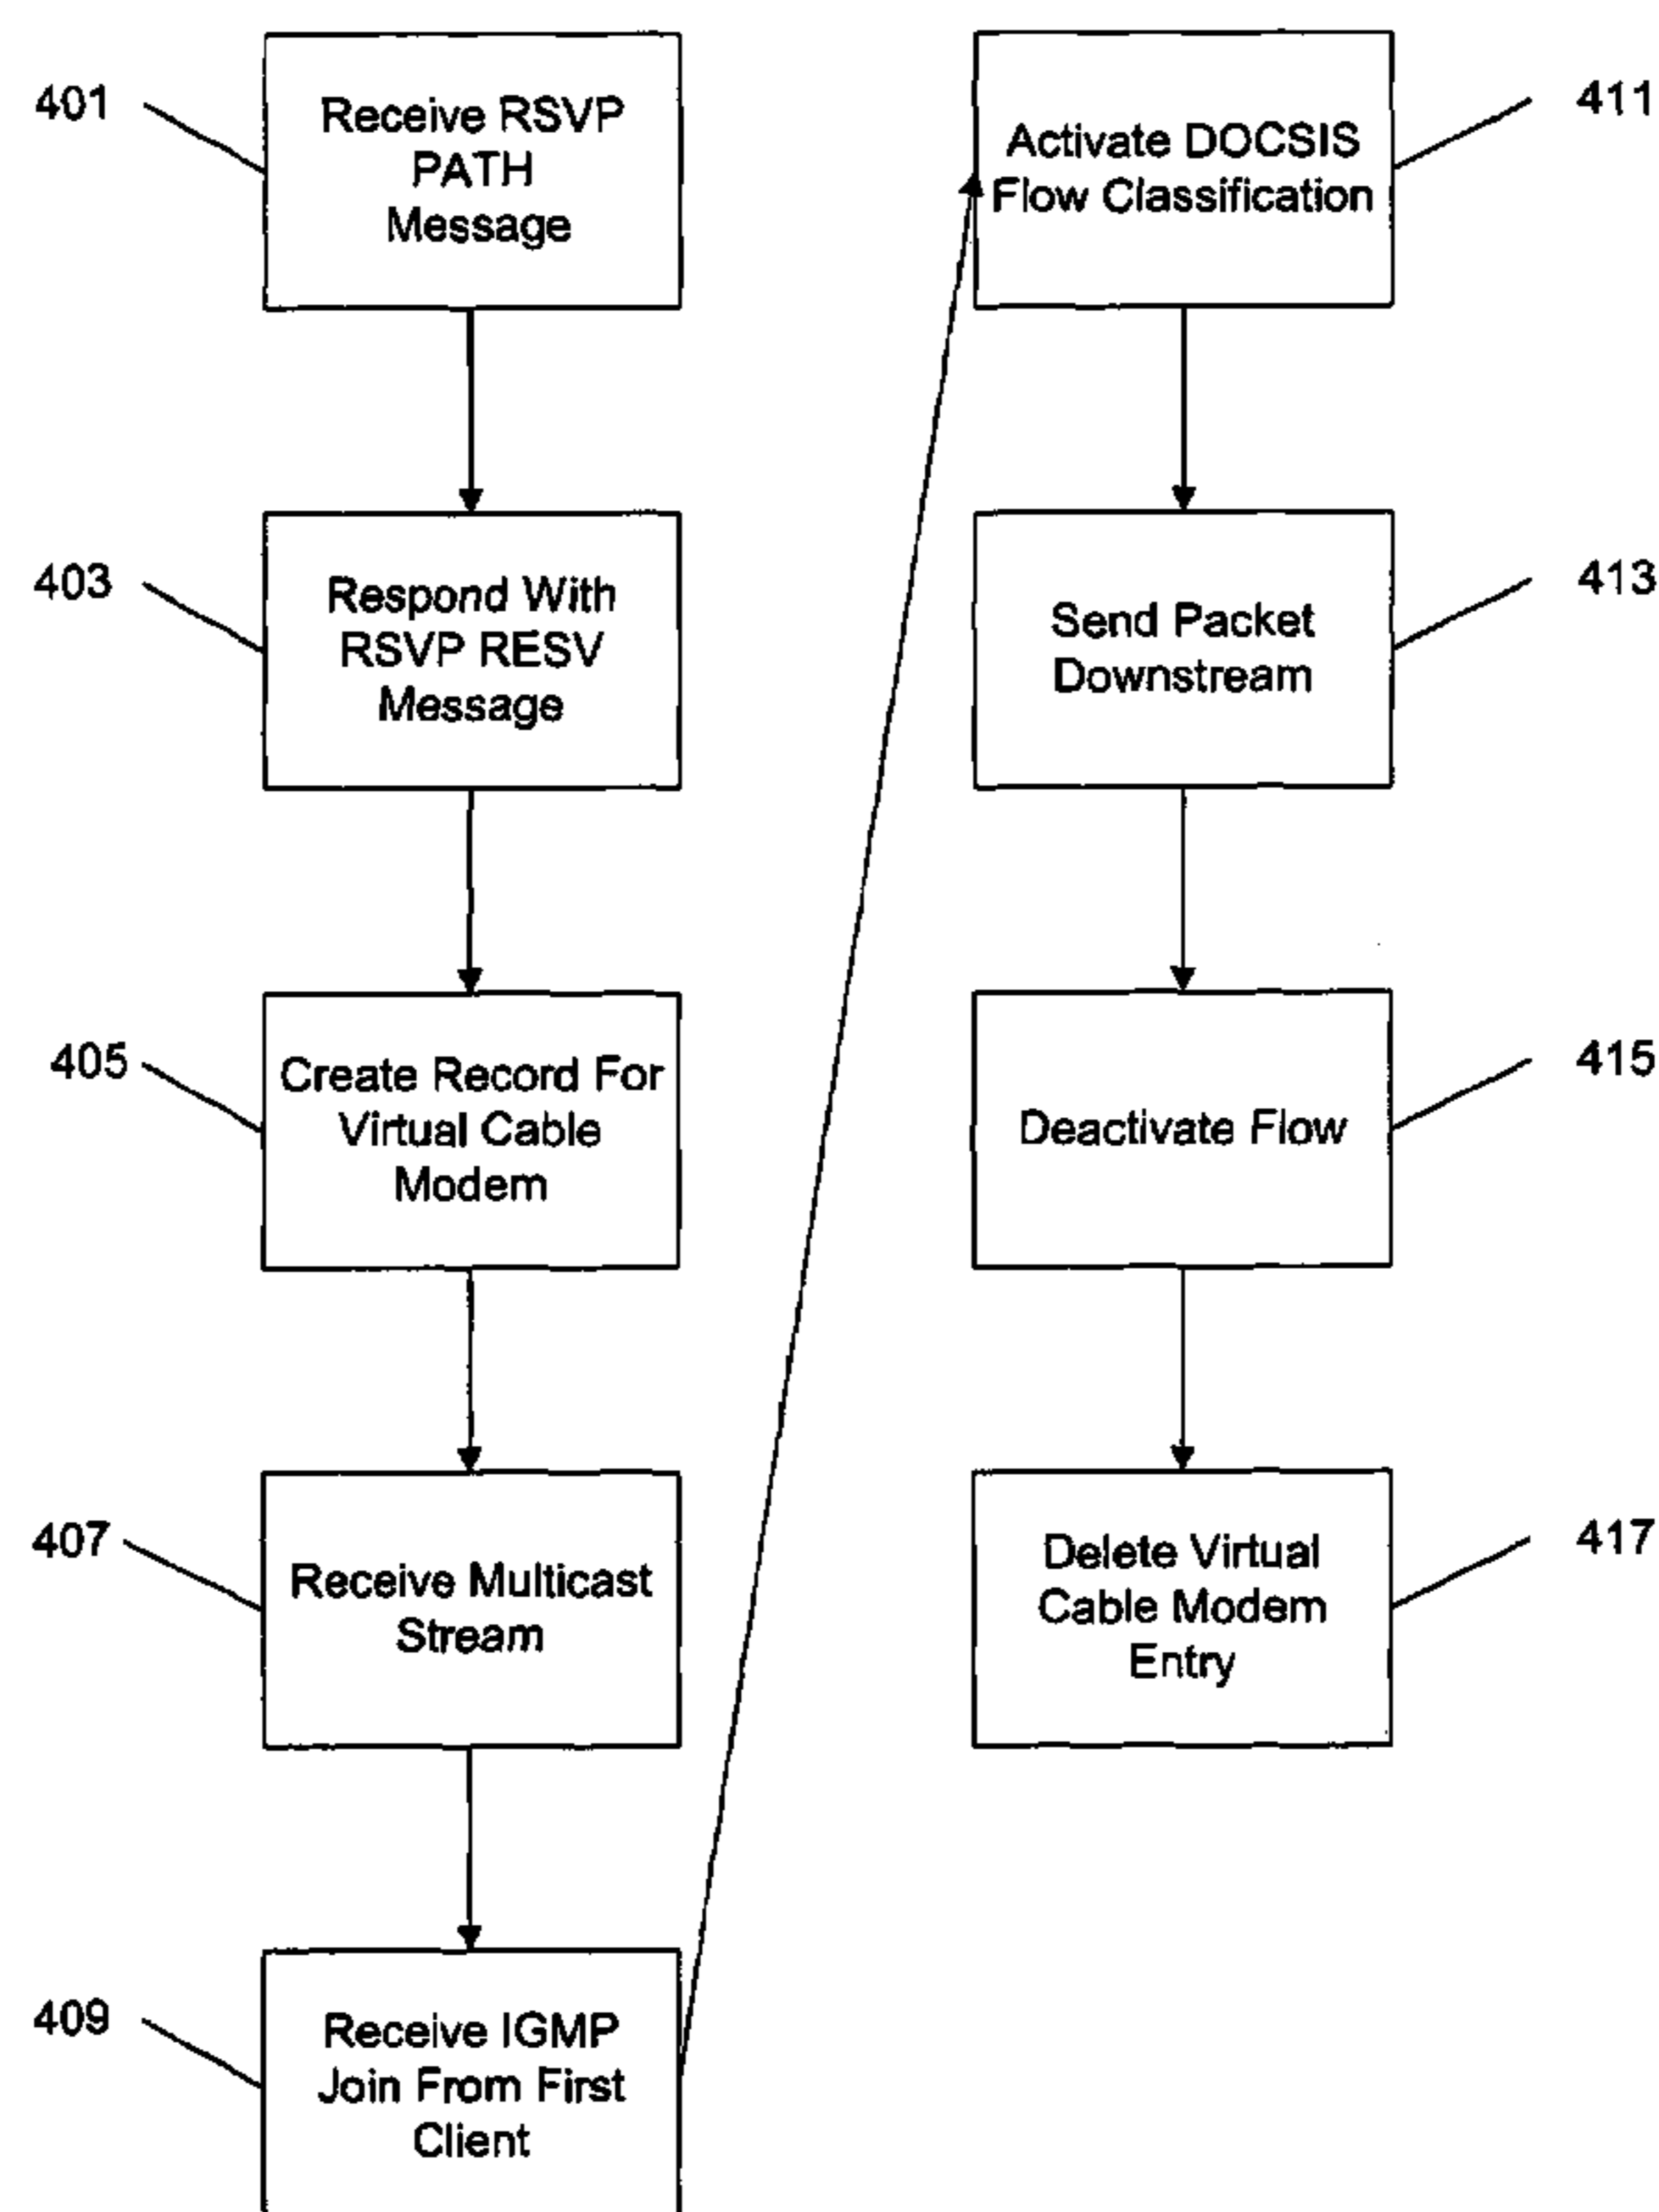 401
Receive RSVP
PATH
Message
403
Respond With
RSVP RESV
Message
405
Create Record For
Virtual Cable
Modem
407
Receive Multicast
Stream
409
Receive IGMP
Join From First
Client
411
Activate DOCSIS
Flow Classification
413
Send Packet
Downstream
415
Deactivate Flow
417
Delete Virtual
Cable Modem
Entry